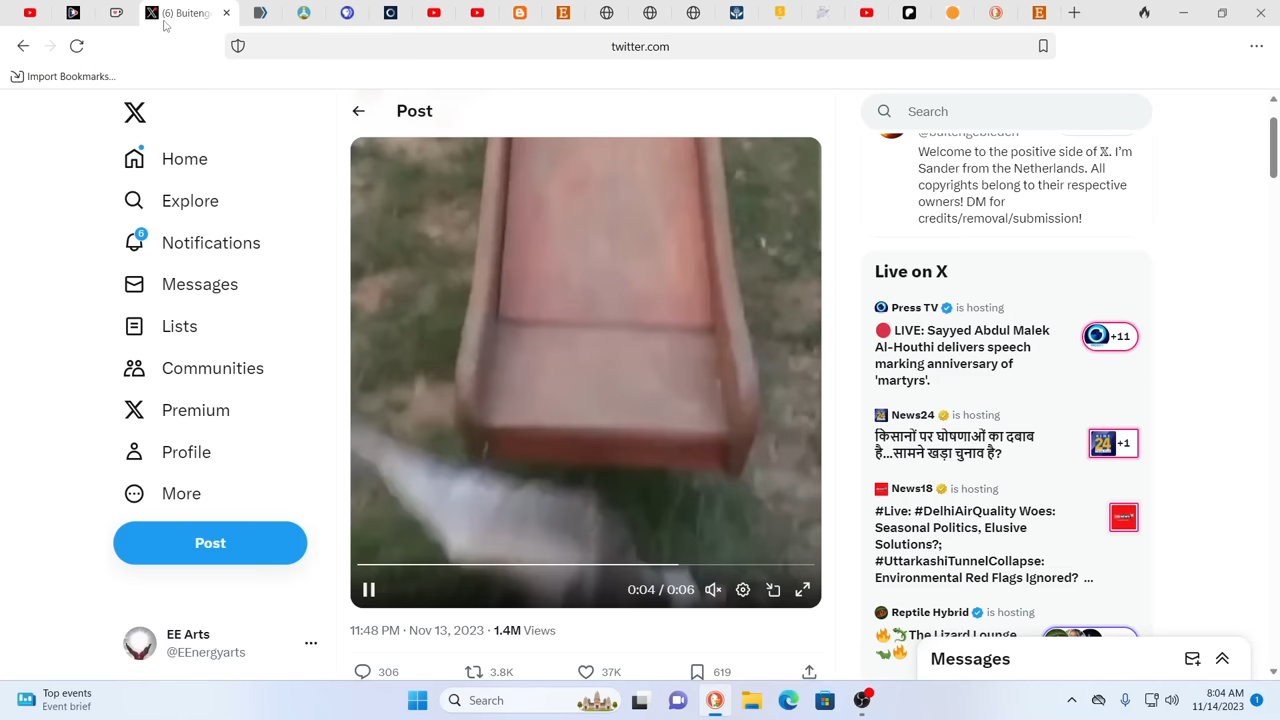 (6) Buiteng
twitter.com
Import Bookmarks...
Post
Search
Home
Explore
6
Notifications
Messages
Lists
Communities
Premium
Profile
More
Post
EE Arts
@EEnergyarts
0:04 / 0:06
11:48 PM · Nov 13, 2023 · 1.4M Views
306
3.8K
37K
619
@buitengebieden
Welcome to the positive side of 𝕏. I'm
Sander from the Netherlands. All
copyrights belong to their respective
owners! DM for
credits/removal/submission!
Live on X
Press TV is hosting
LIVE: Sayyed Abdul Malek
Al-Houthi delivers speech
marking anniversary of
'martyrs'.
+11
News24 is hosting
किसानों पर घोषणाओं का दबाव
है...सामने खड़ा चुनाव है?
24
+1
News18 is hosting
#Live: #DelhiAirQuality Woes:
Seasonal Politics, Elusive
Solutions?;
#UttarkashiTunnelCollapse:
Environmental Red Flags Ignored? ...
Reptile Hybrid is hosting
The Lizard Lounge
Messages
Top events
Event brief
Search
8:04 AM
11/14/2023
1